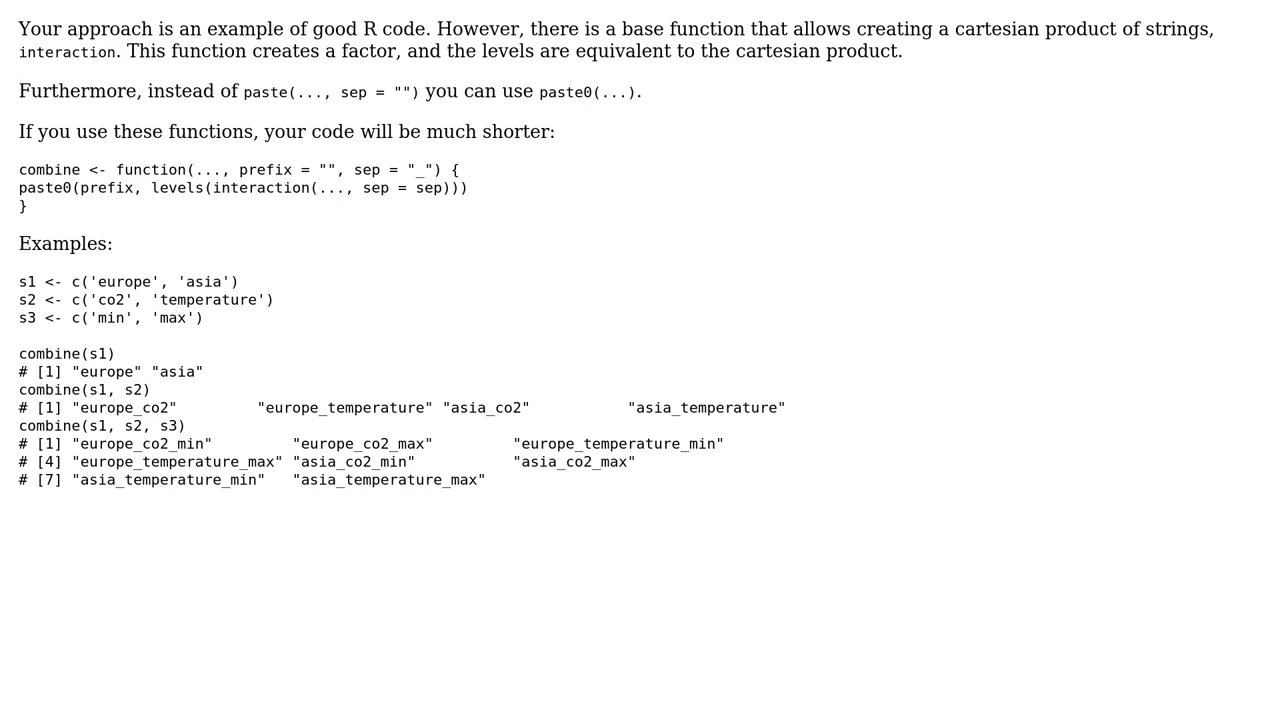 Your approach is an example of good R code. However, there is a base function that allows creating a cartesian product of strings,
interaction. This function creates a factor, and the levels are equivalent to the cartesian product.
Furthermore, instead of paste(..., sep = "") you can use paste0(...).
If you use these functions, your code will be much shorter:
combine <- function(..., prefix = "", sep = "_") {
paste0(prefix, levels(interaction(..., sep = sep)))
}
Examples:
s1 <- c('europe', 'asia')
s2 <- c('co2', 'temperature')
s3 <- c('min', 'max')
combine(s1)
# [1] "europe" "asia"
combine(s1, s2)
# [1] "europe_co2"         "europe_temperature" "asia_co2"           "asia_temperature"
combine(s1, s2, s3)
# [1] "europe_co2_min"         "europe_co2_max"         "europe_temperature_min"
# [4] "europe_temperature_max" "asia_co2_min"           "asia_co2_max"
# [7] "asia_temperature_min"   "asia_temperature_max"